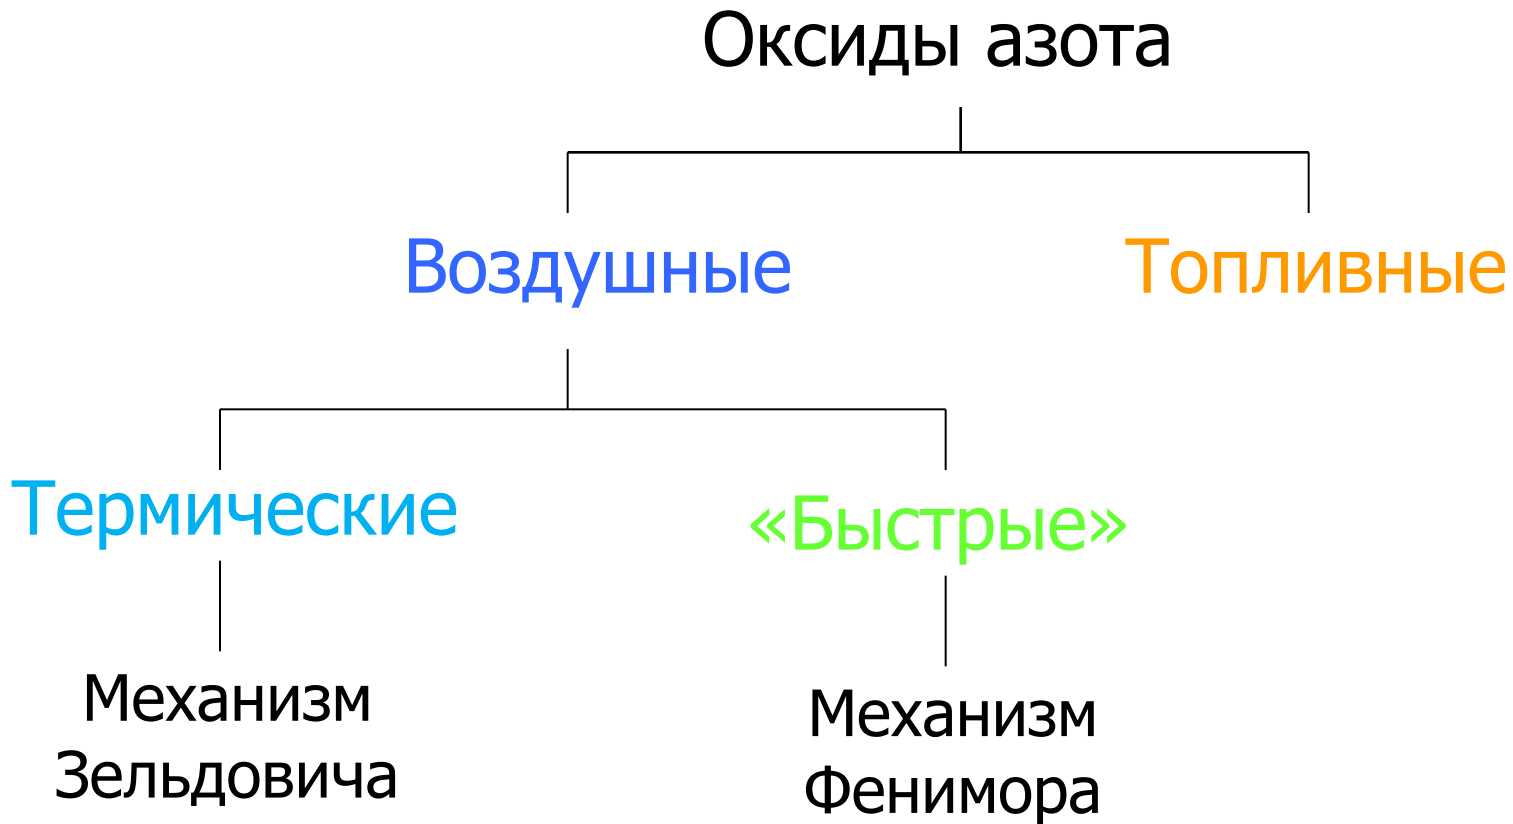 Оксиды азота
Воздушные
Топливные
Термические
«Быстрые»
Механизм
Зельдовича
Механизм
Фенимора